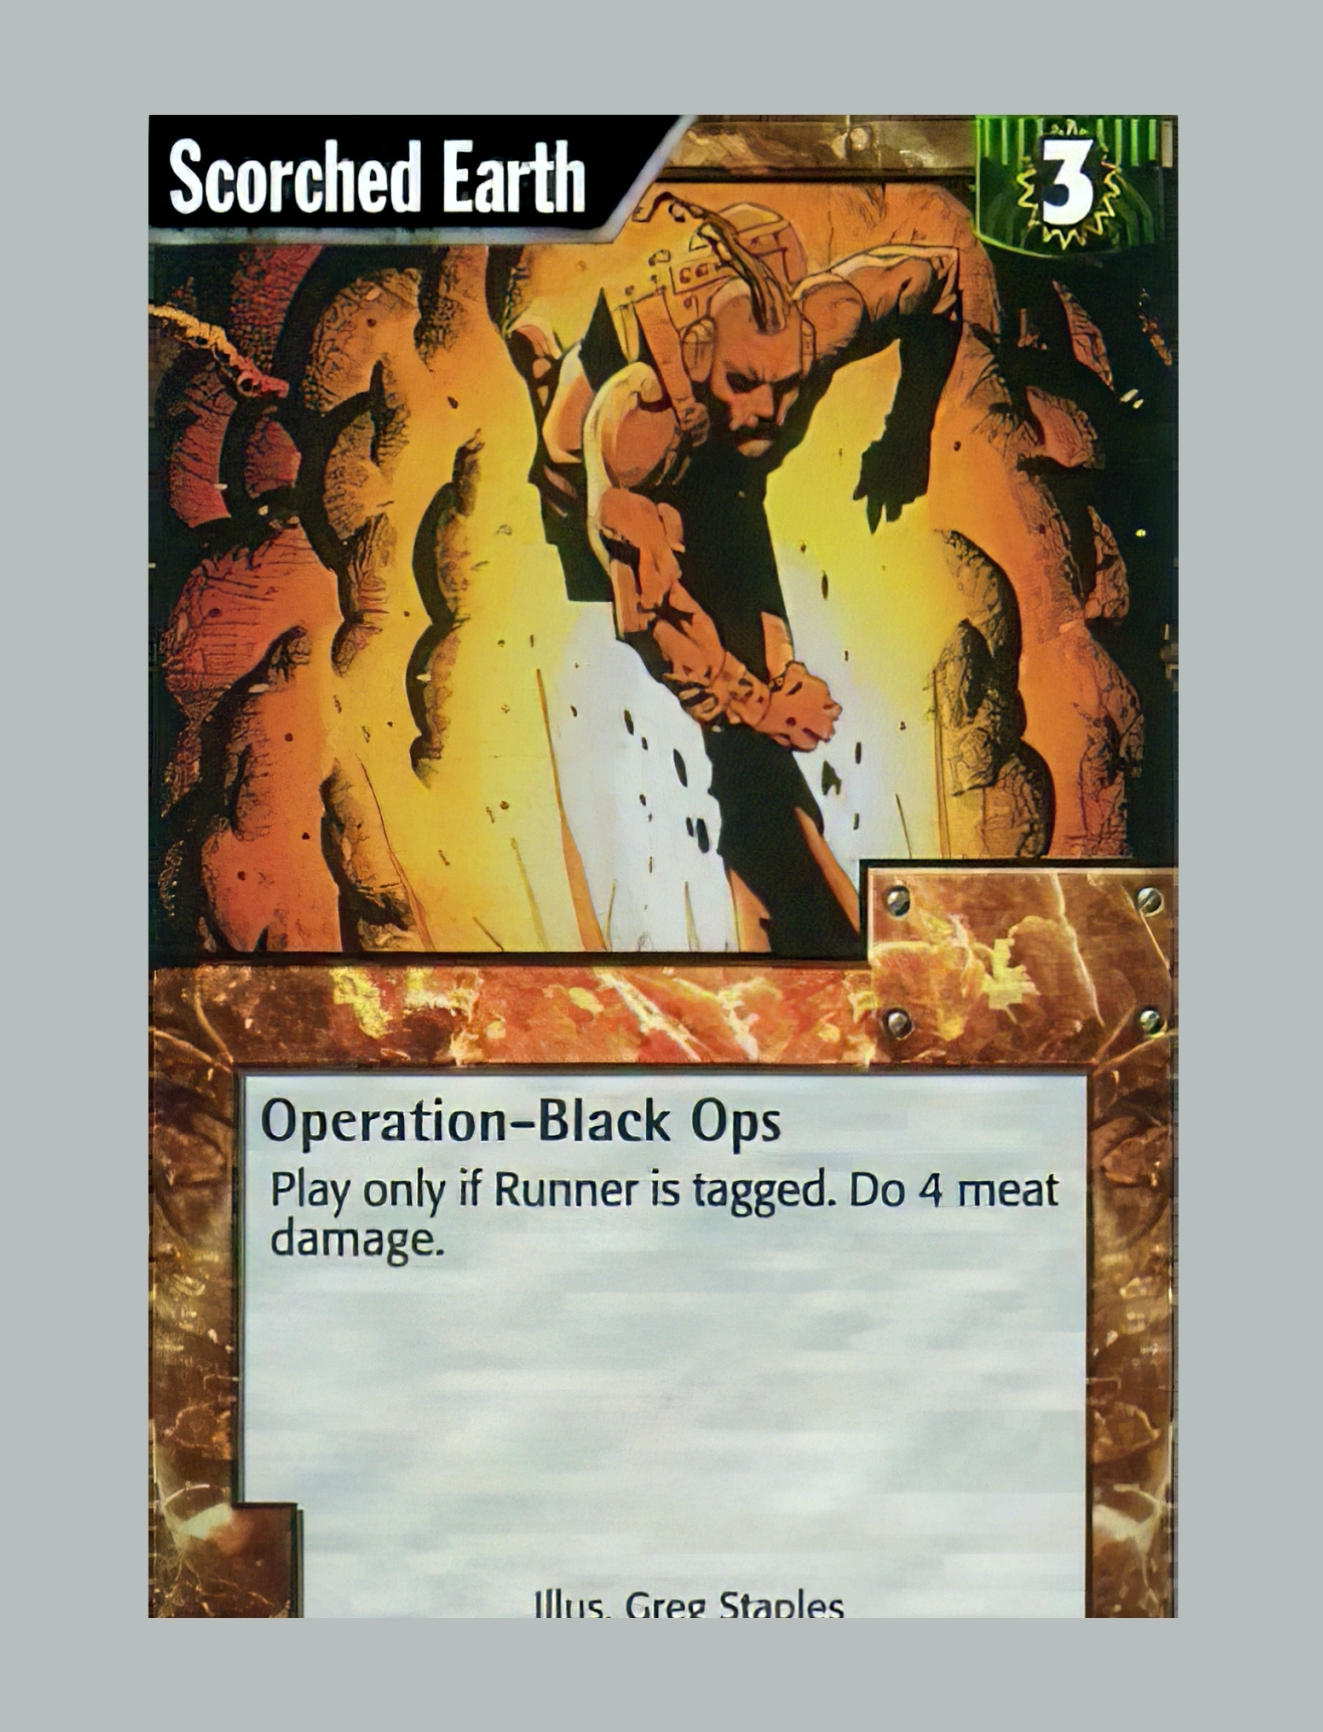 Scorched Earth
3
Operation-Black Ops
Play only if Runner is tagged. Do 4 meat
damage.
Illus. Greg Staples